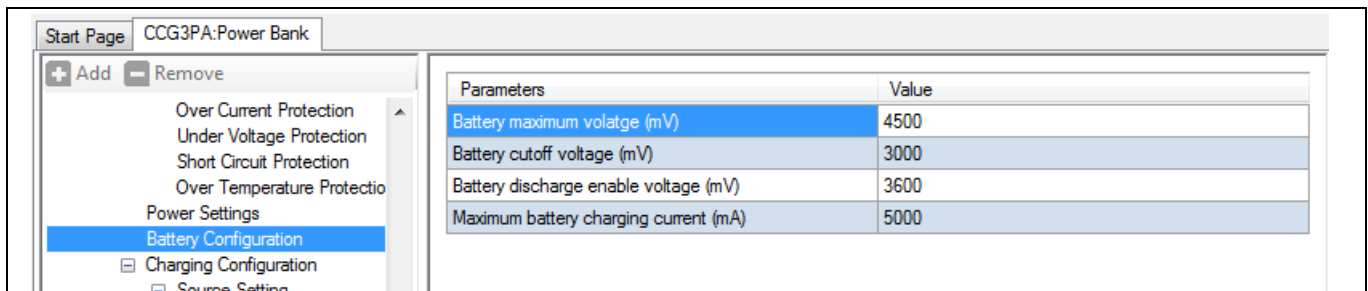 Start Page CCG3PA:Power Bank
Add Remove
Over Current Protection
Under Voltage Protection
Short Circuit Protection
Over Temperature Protectio
Power Settings
Battery Configuration
Charging Configuration
Source Setting
Parameters Value
Battery maximum volatge (mV) 4500
Battery cutoff voltage (mV) 3000
Battery discharge enable voltage (mV) 3600
Maximum battery charging current (mA) 5000